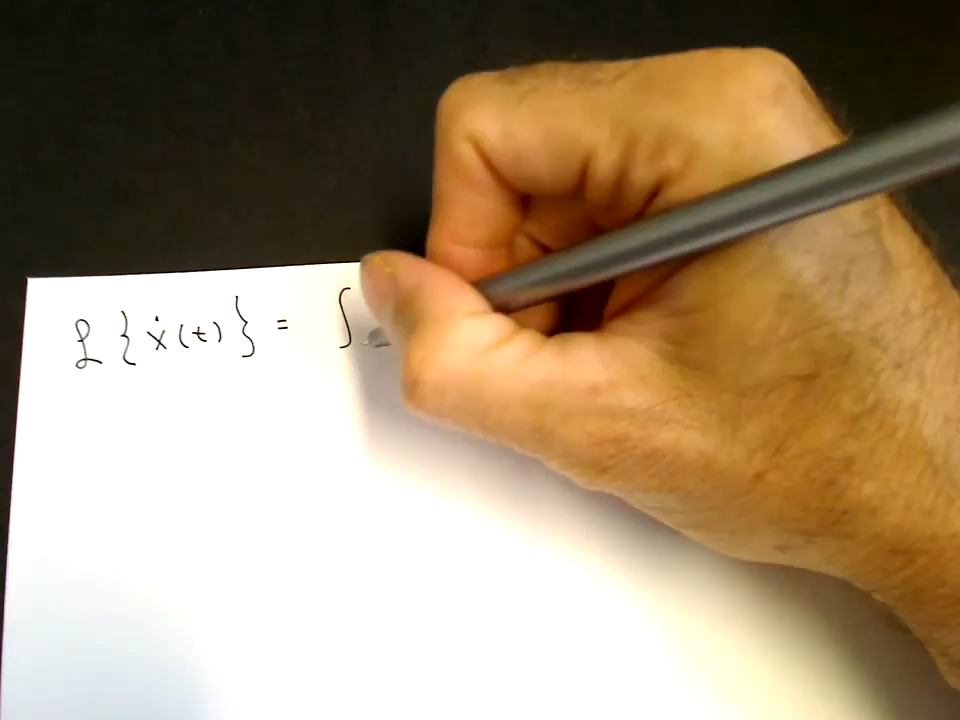 ℒ { ẋ(t) } = ∫